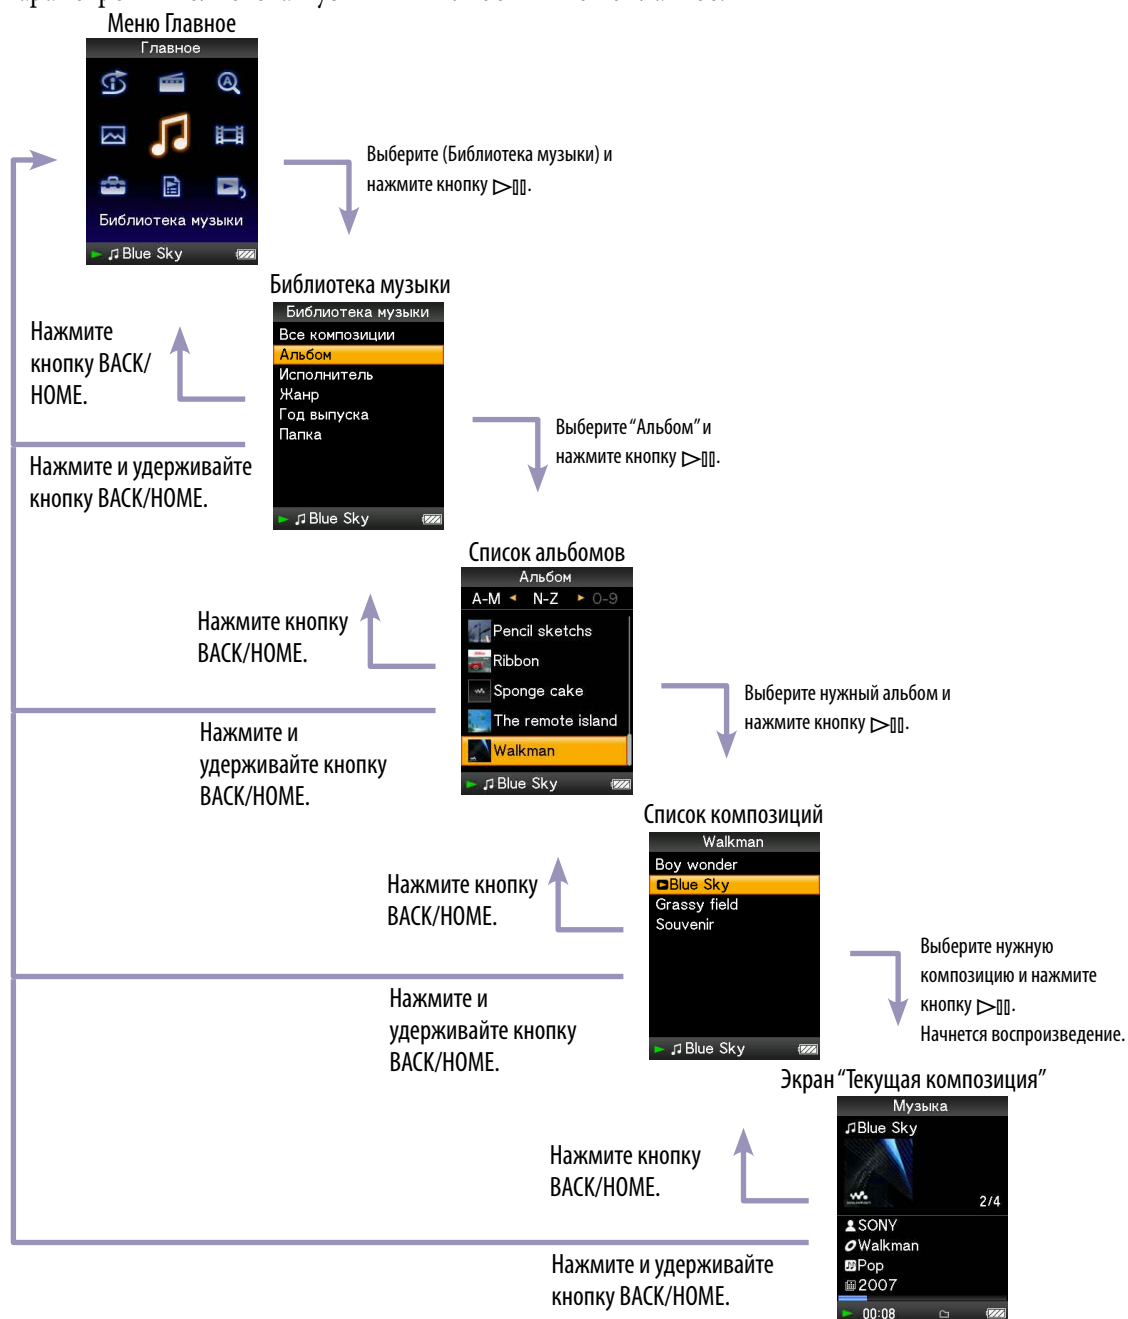 Меню Главное
Главное
Библиотека музыки
Blue Sky
Выберите (Библиотека музыки) и
нажмите кнопку
Библиотека музыки
Библиотека музыки
Все композиции
Альбом
Исполнитель
Жанр
Год выпуска
Папка
Blue Sky
Нажмите
кнопку BACK/
HOME.
Нажмите и удерживайте
кнопку BACK/HOME.
Выберите “Альбом” и
нажмите кнопку
Список альбомов
Альбом
A-M N-Z 0-9
Pencil sketchs
Ribbon
Sponge cake
The remote island
Walkman
Blue Sky
Нажмите кнопку
BACK/HOME.
Нажмите и
удерживайте кнопку
BACK/HOME.
Выберите нужный альбом и
нажмите кнопку
Список композиций
Walkman
Boy wonder
Blue Sky
Grassy field
Souvenir
Blue Sky
Нажмите кнопку
BACK/HOME.
Нажмите и
удерживайте кнопку
BACK/HOME.
Выберите нужную
композицию и нажмите
кнопку
Начнется воспроизведение.
Экран “Текущая композиция”
Музыка
Blue Sky
2/4
SONY
Walkman
Pop
2007
00:08
Нажмите кнопку
BACK/HOME.
Нажмите и удерживайте
кнопку BACK/HOME.